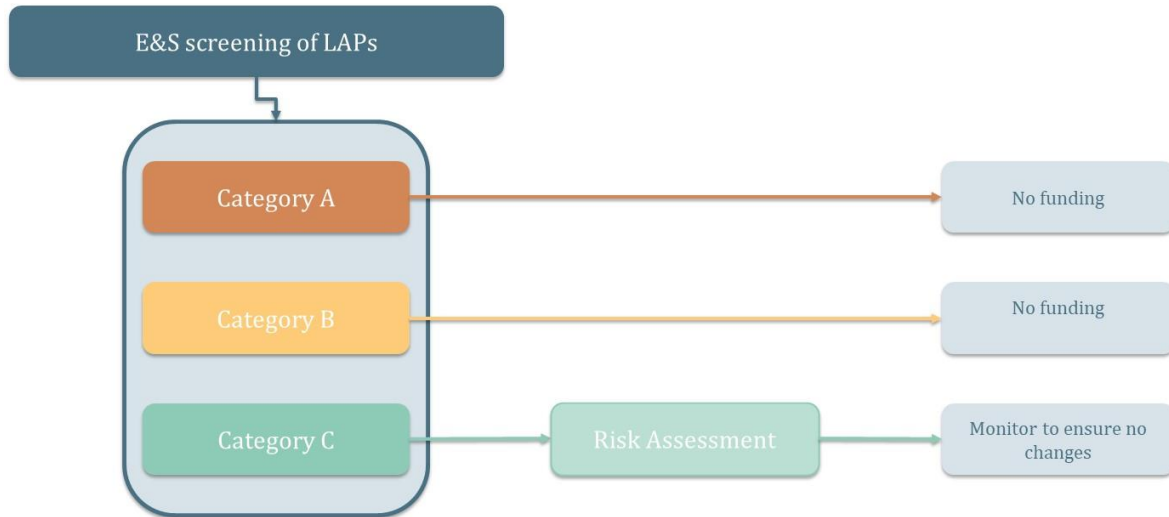 E&S screening of LAPs
Category A
No funding
Category B
No funding
Category C
Risk Assessment
Monitor to ensure no
changes